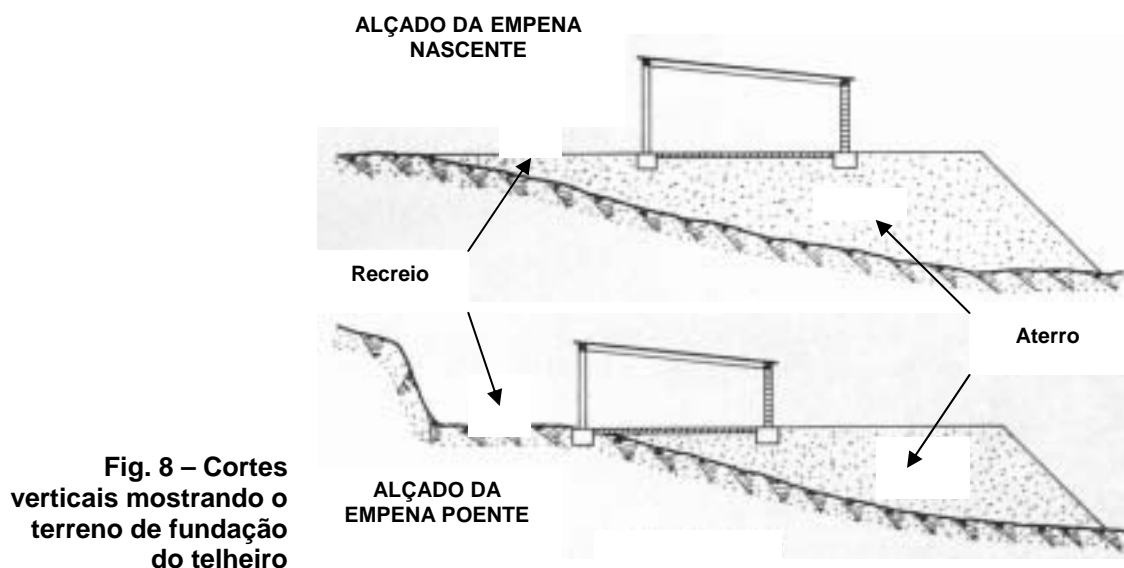 ALÇADO DA EMPENA
NASCENTE
Recreio
Aterro
Fig. 8 – Cortes
verticais mostrando o
terreno de fundação
do telheiro
ALÇADO DA
EMPENA POENTE